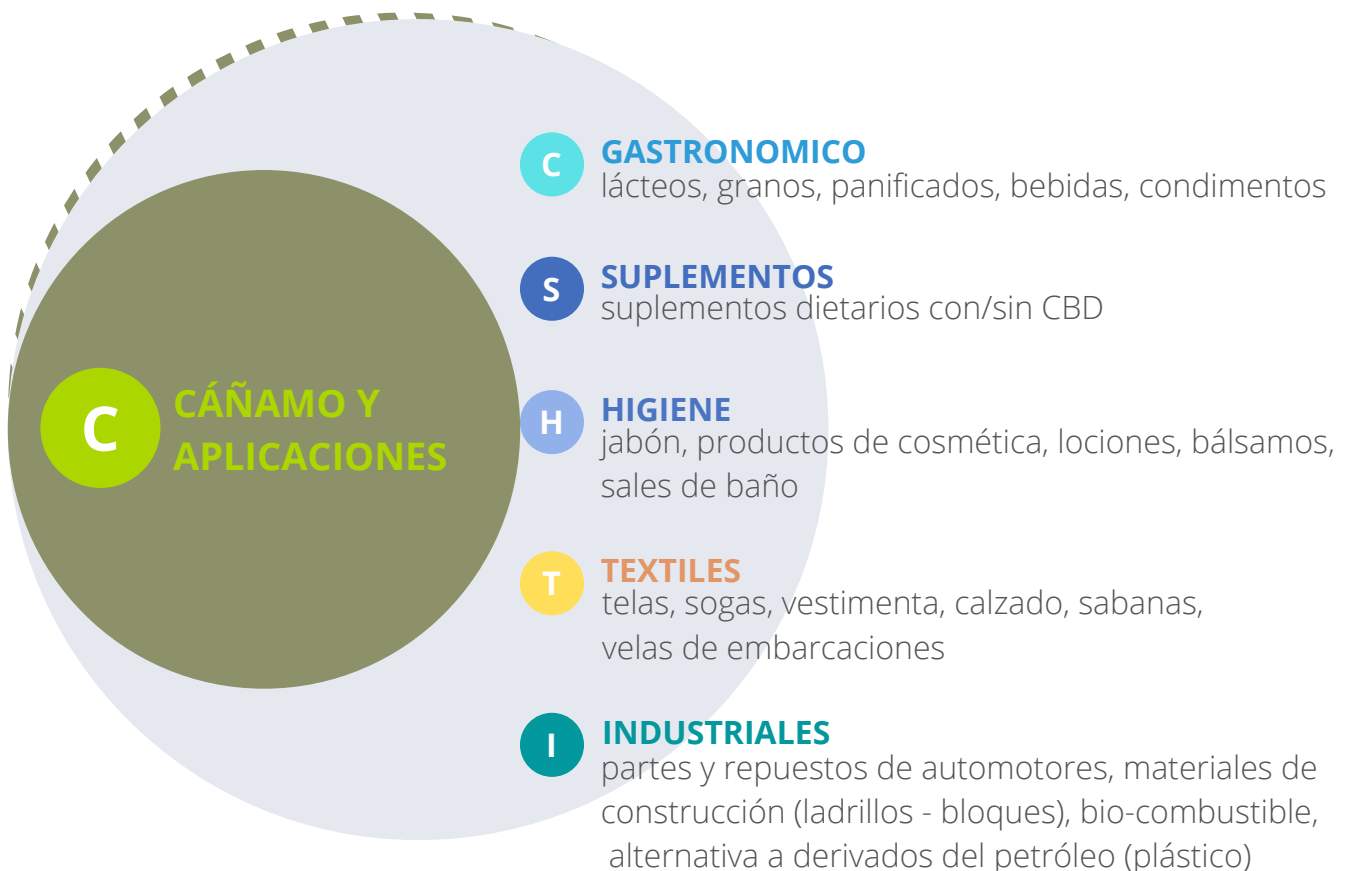 C
CÁÑAMO Y
APLICACIONES
C
GASTRONOMICO
lácteos, granos, panificados, bebidas, condimentos
S
SUPLEMENTOS
suplementos dietarios con/sin CBD
H
HIGIENE
jabón, productos de cosmética, lociones, bálsamos,
sales de baño
T
TEXTILES
telas, sogas, vestimenta, calzado, sabanas,
velas de embarcaciones
I
INDUSTRIALES
partes y repuestos de automotores, materiales de
construcción (ladrillos - bloques), bio-combustible,
alternativa a derivados del petróleo (plástico)